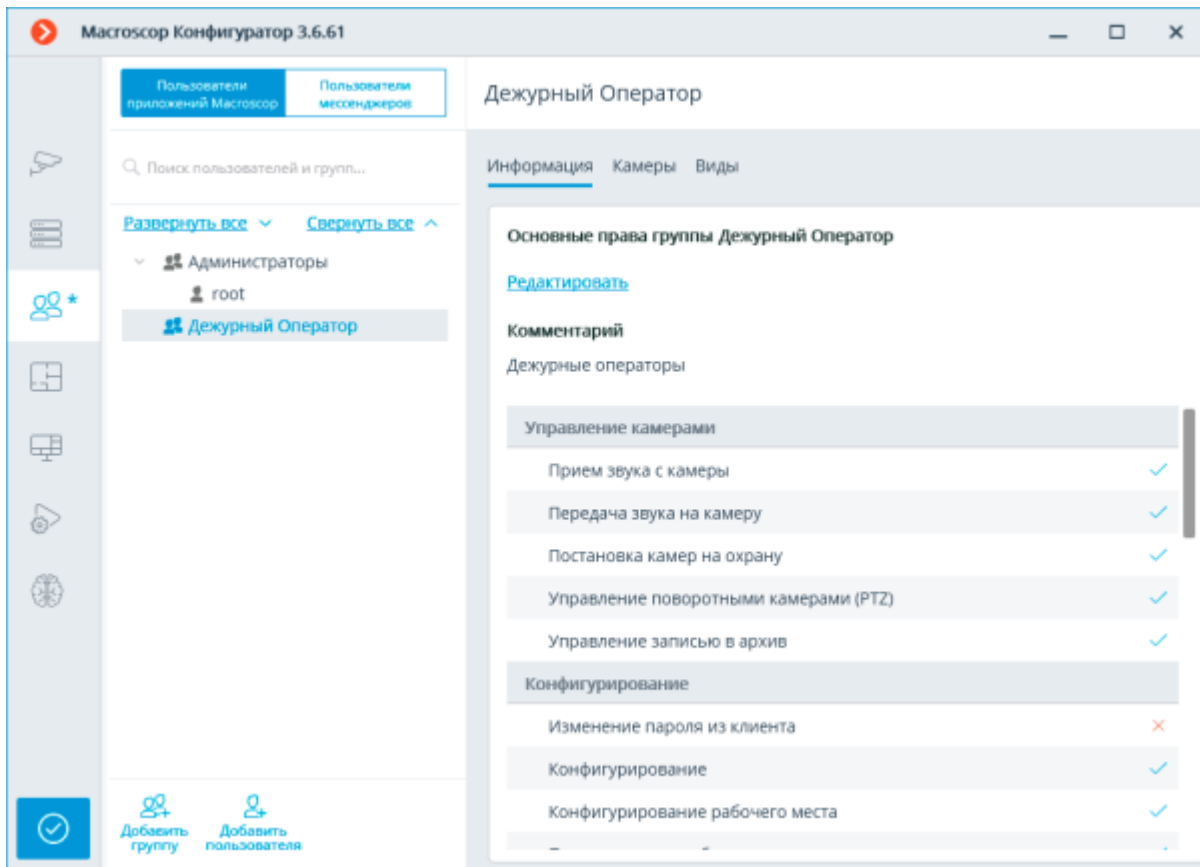 Macroscop Конфигуратор 3.6.61
Пользователи
приложений Macroscop
Пользователи
мессенджеров
Поиск пользователей и групп...
Развернуть все
Свернуть все
Администраторы
root
Дежурный Оператор
Добавить
группу
Добавить
пользователя
Дежурный Оператор
Информация Камеры Виды
Основные права группы Дежурный Оператор
Редактировать
Комментарий
Дежурные операторы
Управление камерами
Прием звука с камеры
Передача звука на камеру
Постановка камер на охрану
Управление поворотными камерами (PTZ)
Управление записью в архив
Конфигурирование
Изменение пароля из клиента
Конфигурирование
Конфигурирование рабочего места